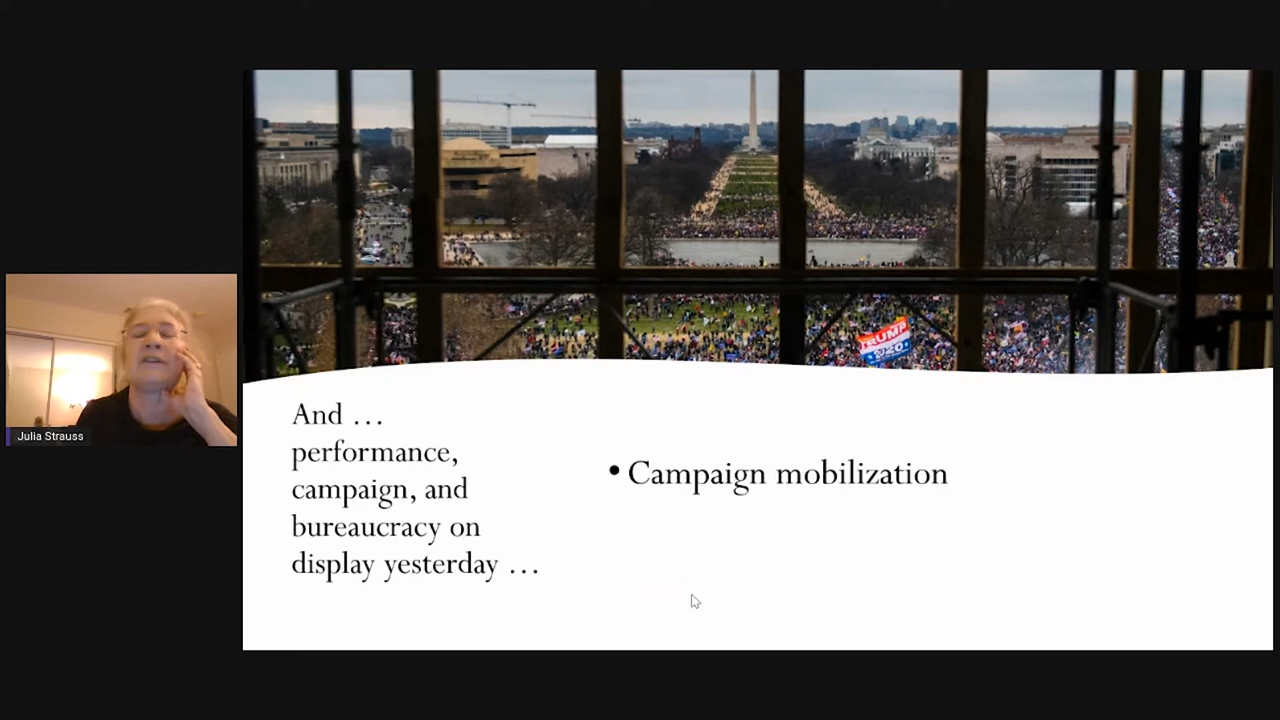 TRUMP
2020
And …
performance,
campaign, and
bureaucracy on
display yesterday …
• Campaign mobilization
Julia Strauss